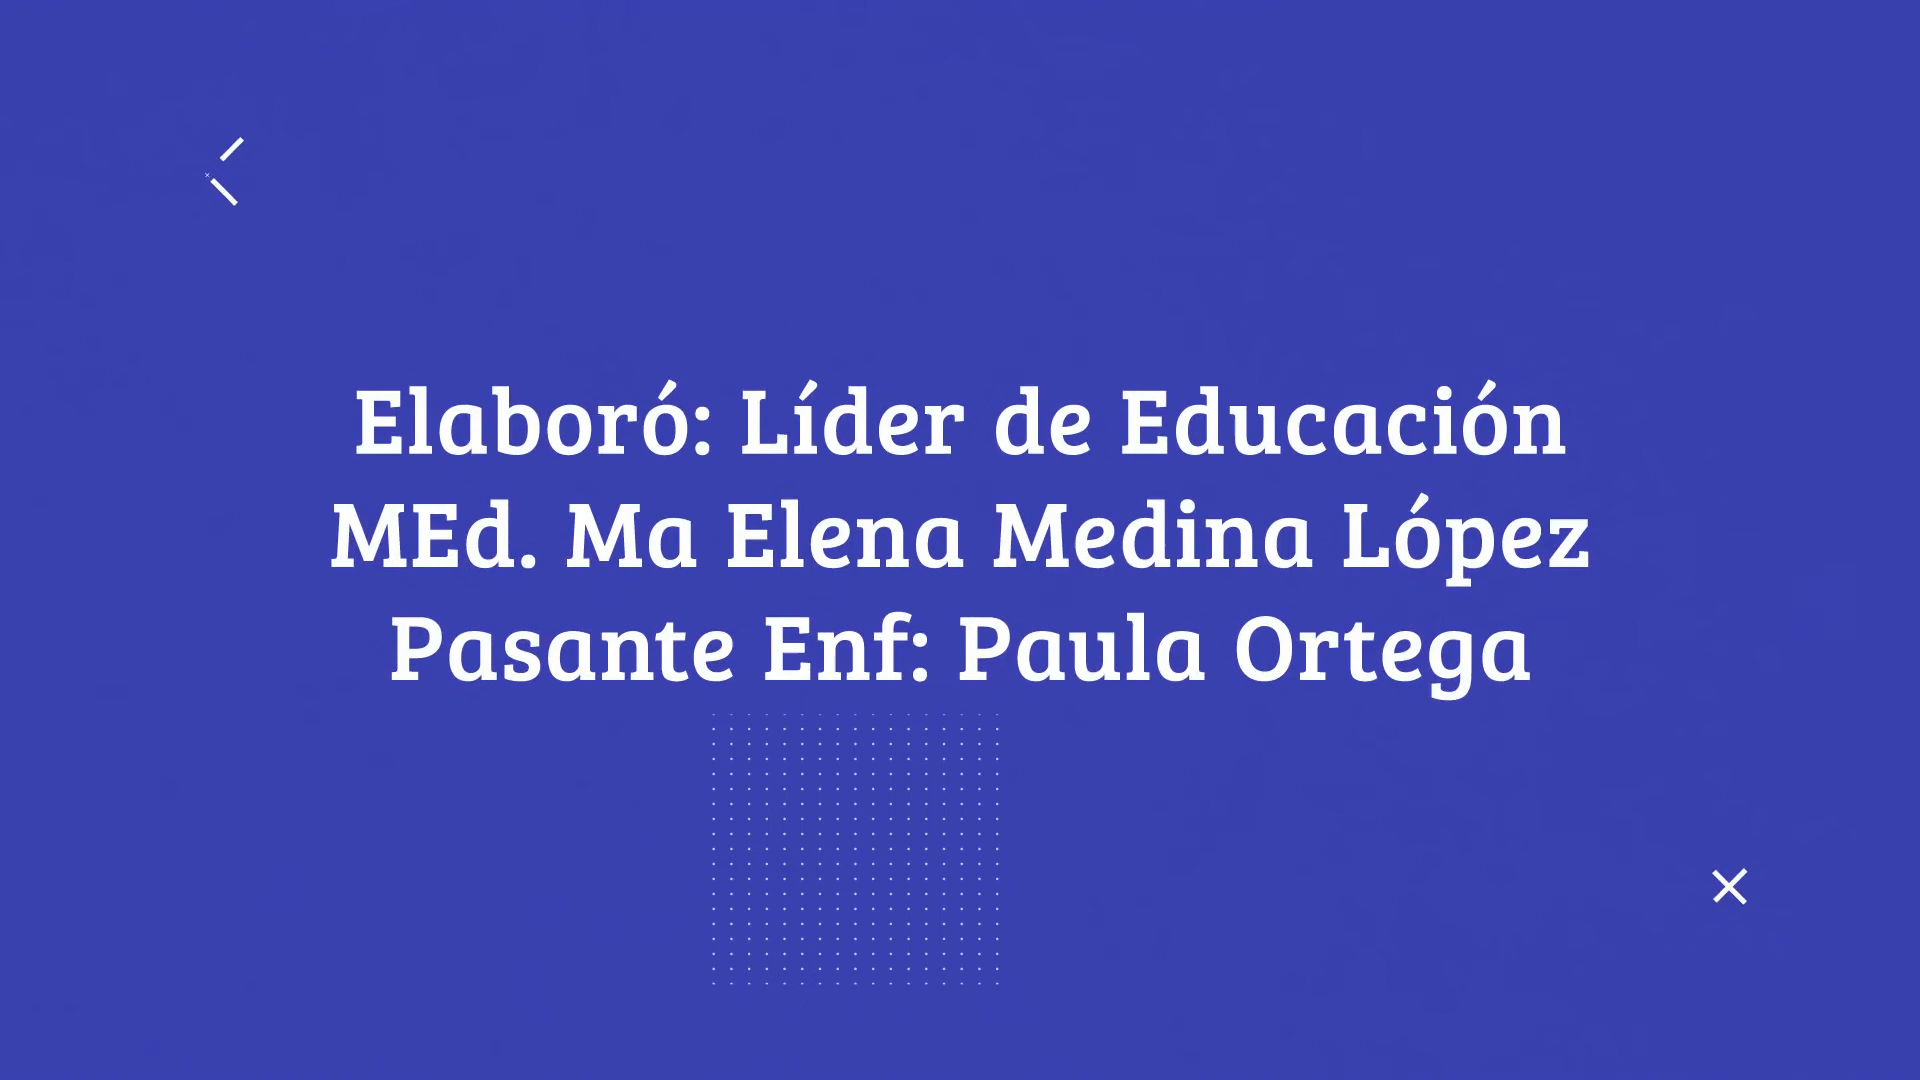 Elaboró: Líder de Educación
MEd. Ma Elena Medina López
Pasante Enf: Paula Ortega